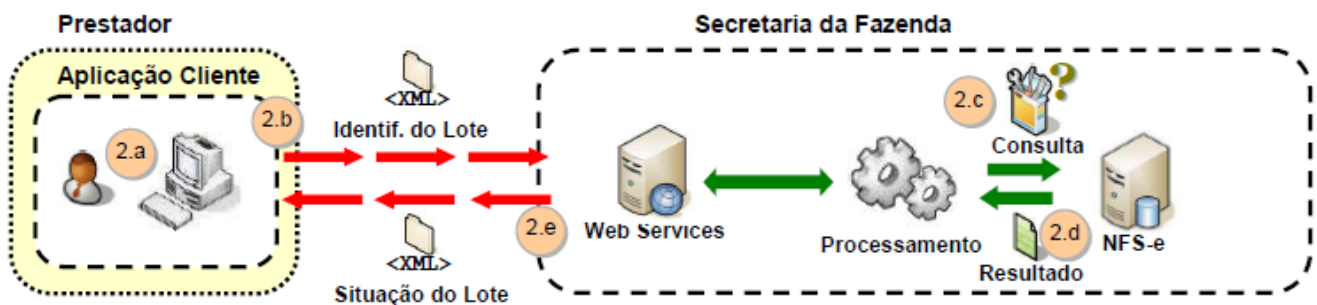 Prestador
Secretaria da Fazenda
Aplicação Cliente
2.a
2.b
<XML>
Identif. do Lote
2.c
?
Consulta
Web Services
Processamento
2.d
NFS-e
Resultado
2.e
<XML>
Situação do Lote